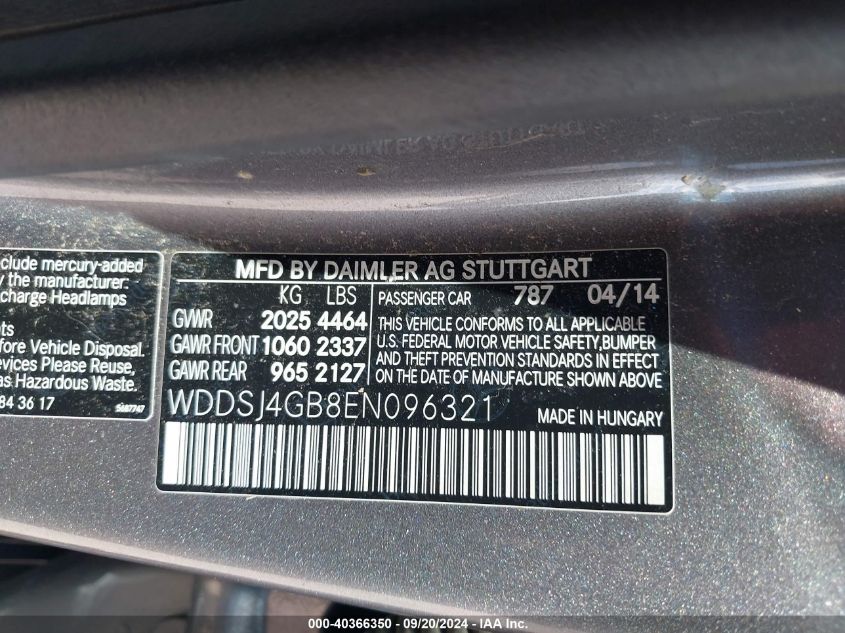 clude mercury-added
y the manufacturer:
charge Headlamps
nts
efore Vehicle Disposal.
evices Please Reuse,
as Hazardous Waste.
84 36 17
MFD BY DAIMLER AG STUTTGART
KG LBS
GVWR 2025 4464
GAWR FRONT 1060 2337
GAWR REAR 965 2127
PASSENGER CAR 787 04/14
THIS VEHICLE CONFORMS TO ALL APPLICABLE
U.S. FEDERAL MOTOR VEHICLE SAFETY,BUMPER
AND THEFT PREVENTION STANDARDS IN EFFECT
ON THE DATE OF MANUFACTURE SHOWN ABOVE
WDDSJ4GB8EN096321 MADE IN HUNGARY
000-40366350 - 09/20/2024 - IAA Inc.